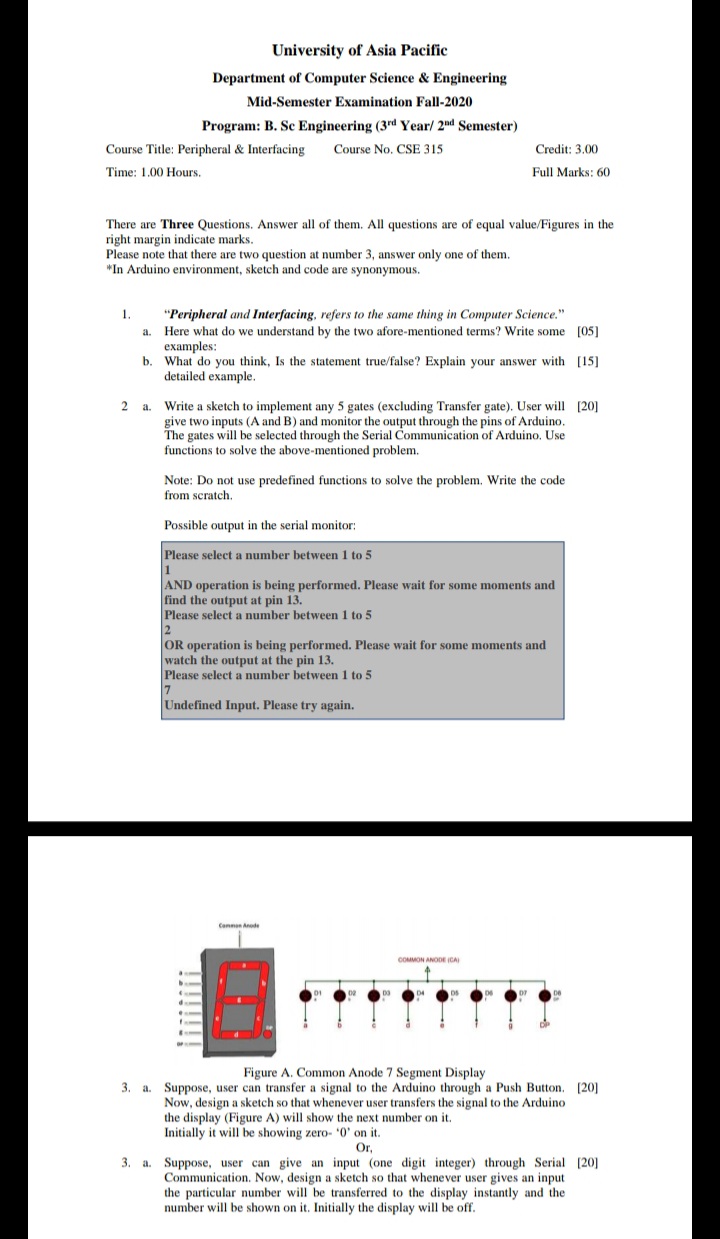 University of Asia Pacific
Department of Computer Science & Engineering
Mid-Semester Examination Fall-2020
Program: B. Sc Engineering (3rd Year/ 2nd Semester)
Course Title: Peripheral & Interfacing Course No. CSE 315 Credit: 3.00
Time: 1.00 Hours. Full Marks: 60
There are Three Questions. Answer all of them. All questions are of equal value/Figures in the
right margin indicate marks.
Please note that there are two question at number 3, answer only one of them.
*In Arduino environment, sketch and code are synonymous.
1. “Peripheral and Interfacing, refers to the same thing in Computer Science.”
a. Here what do we understand by the two afore-mentioned terms? Write some [05]
examples:
b. What do you think, Is the statement true/false? Explain your answer with [15]
detailed example.
2 a. Write a sketch to implement any 5 gates (excluding Transfer gate). User will [20]
give two inputs (A and B) and monitor the output through the pins of Arduino.
The gates will be selected through the Serial Communication of Arduino. Use
functions to solve the above-mentioned problem.
Note: Do not use predefined functions to solve the problem. Write the code
from scratch.
Possible output in the serial monitor:
Please select a number between 1 to 5
1
AND operation is being performed. Please wait for some moments and
find the output at pin 13.
Please select a number between 1 to 5
2
OR operation is being performed. Please wait for some moments and
watch the output at the pin 13.
Please select a number between 1 to 5
7
Undefined Input. Please try again.
Common Anode
COMMON ANODE (CA)
D1 D2 D3 D4 D5 D6 D7 D8
a b c d e f g DP
Figure A. Common Anode 7 Segment Display
3. a. Suppose, user can transfer a signal to the Arduino through a Push Button. [20]
Now, design a sketch so that whenever user transfers the signal to the Arduino
the display (Figure A) will show the next number on it.
Initially it will be showing zero- ‘0’ on it.
Or,
3. a. Suppose, user can give an input (one digit integer) through Serial [20]
Communication. Now, design a sketch so that whenever user gives an input
the particular number will be transferred to the display instantly and the
number will be shown on it. Initially the display will be off.